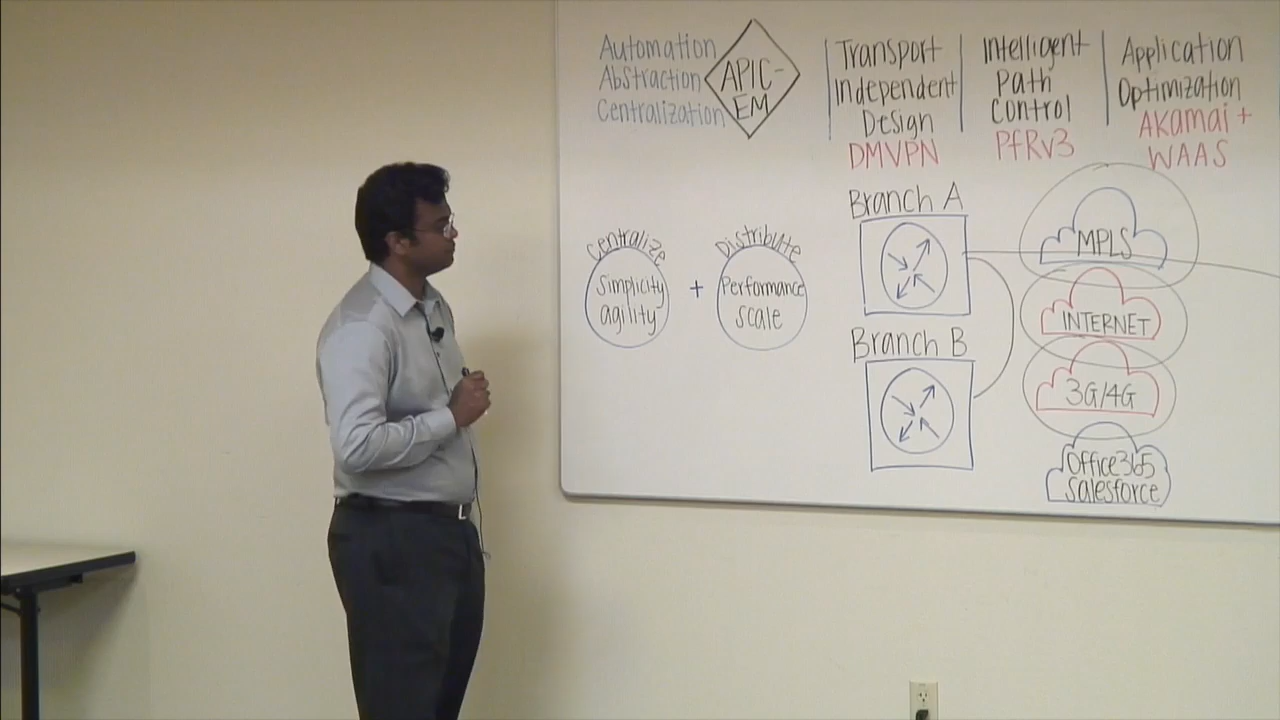 Automation
Abstraction
Centralization
APIC-
EM
Transport
Independent
Design
DMVPN
Intelligent
Path
Control
PfRv3
Application
Optimization
Akamai +
WAAS
Centralize
Simplicity
agility
+
Distribute
Performance
scale
Branch A
Branch B
MPLS
INTERNET
3G/4G
Office365
Salesforce